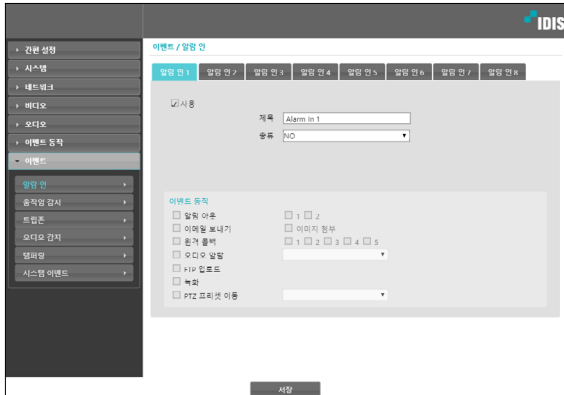 IDIS
간편 설정
시스템
네트워크
비디오
오디오
이벤트 동작
이벤트
알람 인
움직임 감지
트립존
오디오 감지
탬퍼링
시스템 이벤트
이벤트 / 알람 인
알람 인 1 알람 인 2 알람 인 3 알람 인 4 알람 인 5 알람 인 6 알람 인 7 알람 인 8
사용
제목 Alarm In 1
종류 NO
이벤트 동작
알람 아웃 1 2
이메일 보내기 이미지 첨부
원격 콜백 1 2 3 4 5
오디오 알람
FTP 업로드
녹화
PTZ 프리셋 이동
저장